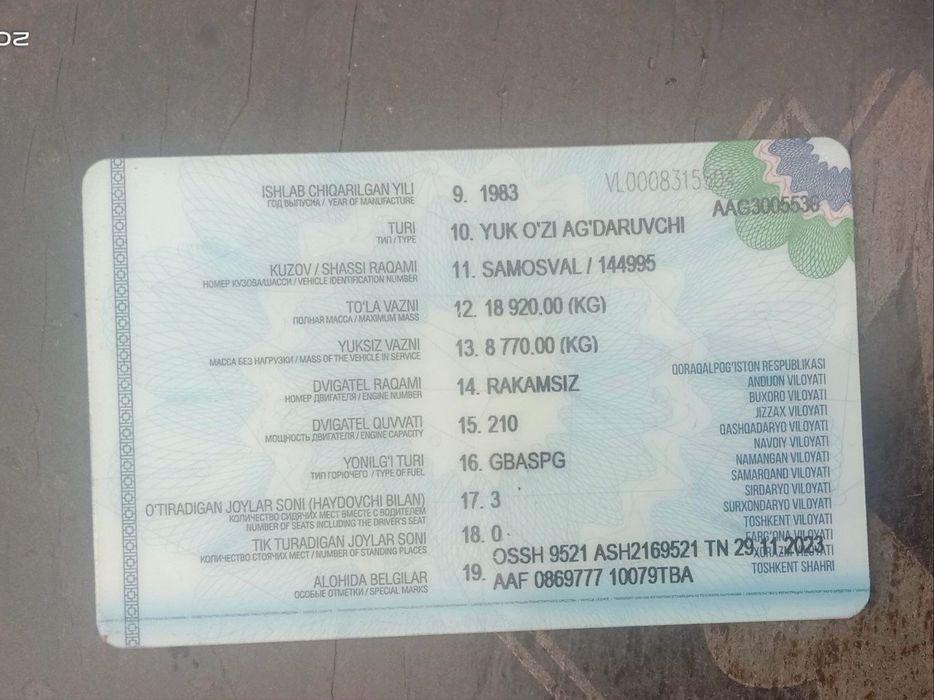 ISHLAB CHIQARILGAN YILI 9. 1983
ГОД ВЫПУСКА / YEAR OF MANUFACTURE
AAG3005536
TURI 10. YUK O'ZI AG'DARUVCHI
ТИП / TYPE
KUZOV / SHASSI RAQAMI 11. SAMOSVAL / 144995
НОМЕР КУЗОВА/ШАССИ / VEHICLE IDENTIFICATION NUMBER
TO'LA VAZNI 12. 18 920.00 (KG)
ПОЛНАЯ МАССА / MAXIMUM MASS
YUKSIZ VAZNI 13. 8 770.00 (KG)
МАССА БЕЗ НАГРУЗКИ / MASS OF THE VEHICLE IN SERVICE
DVIGATEL RAQAMI 14. RAKAMSIZ
НОМЕР ДВИГАТЕЛЯ / ENGINE NUMBER
DVIGATEL QUVVATI 15. 210
МОЩНОСТЬ ДВИГАТЕЛЯ / ENGINE CAPACITY
YONILG'I TURI 16. GBASPG
ТИП ГОРЮЧЕГО / TYPE OF FUEL
O'TIRADIGAN JOYLAR SONI (HAYDOVCHI BILAN) 17. 3
КОЛИЧЕСТВО СИДЯЧИХ МЕСТ ВМЕСТЕ С ВОДИТЕЛЕМ
NUMBER OF SEATS INCLUDING THE DRIVER'S SEAT
TIK TURADIGAN JOYLAR SONI 18. 0
КОЛИЧЕСТВО СТОЯЧИХ МЕСТ / NUMBER OF STANDING PLACES
ALOHIDA BELGILAR 19. OSSH 9521 ASH2169521 TN 29.11.2023
ОСОБЫЕ ОТМЕТКИ / SPECIAL MARKS
AAF 0869777 10079TBA
QORAQALPOG'ISTON RESPUBLIKASI
ANDIJON VILOYATI
BUXORO VILOYATI
JIZZAX VILOYATI
QASHQADARYO VILOYATI
NAVOIY VILOYATI
NAMANGAN VILOYATI
SAMARQAND VILOYATI
SIRDARYO VILOYATI
SURXONDARYO VILOYATI
TOSHKENT VILOYATI
FARG'ONA VILOYATI
XORAZM VILOYATI
TOSHKENT SHAHRI